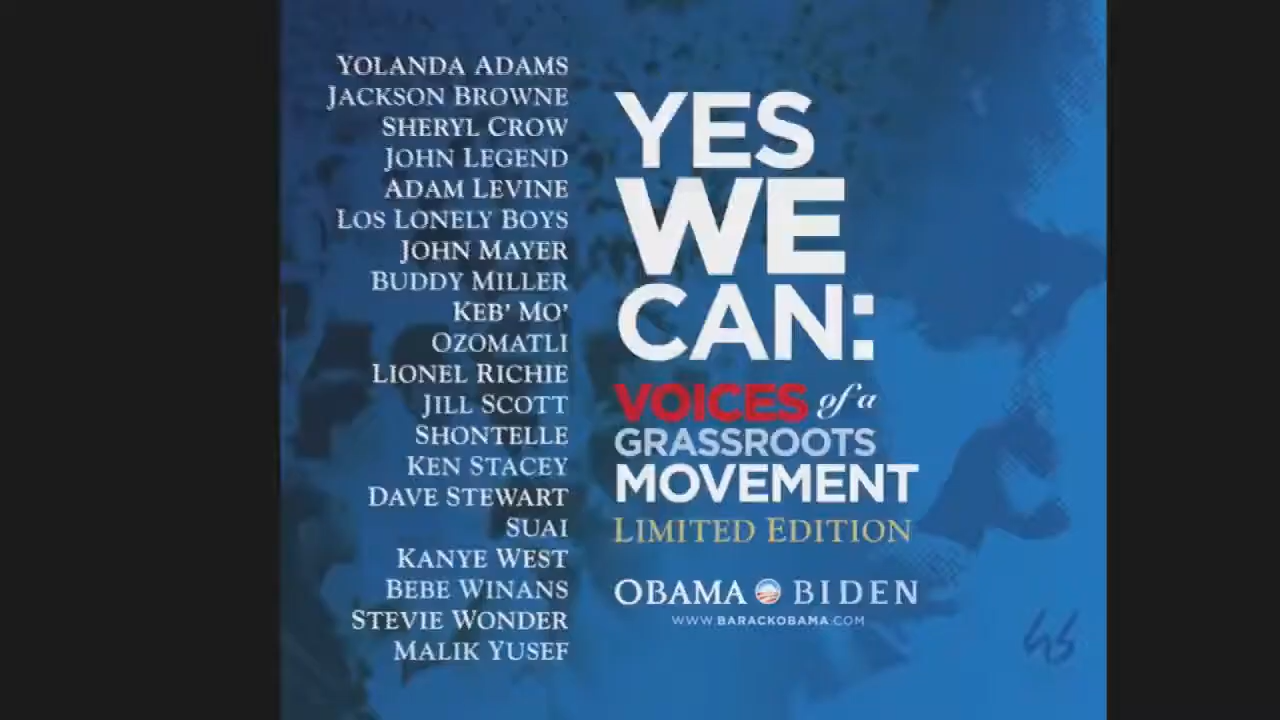 YOLANDA ADAMS
JACKSON BROWNE
SHERYL CROW
JOHN LEGEND
ADAM LEVINE
LOS LONELY BOYS
JOHN MAYER
BUDDY MILLER
KEB' MO'
OZOMATLI
LIONEL RICHIE
JILL SCOTT
SHONTELLE
KEN STACEY
DAVE STEWART
SUAI
KANYE WEST
BEBE WINANS
STEVIE WONDER
MALIK YUSEF
YES
WE
CAN:
VOICES of a
GRASSROOTS
MOVEMENT
LIMITED EDITION
OBAMA BIDEN
WWW.BARACKOBAMA.COM